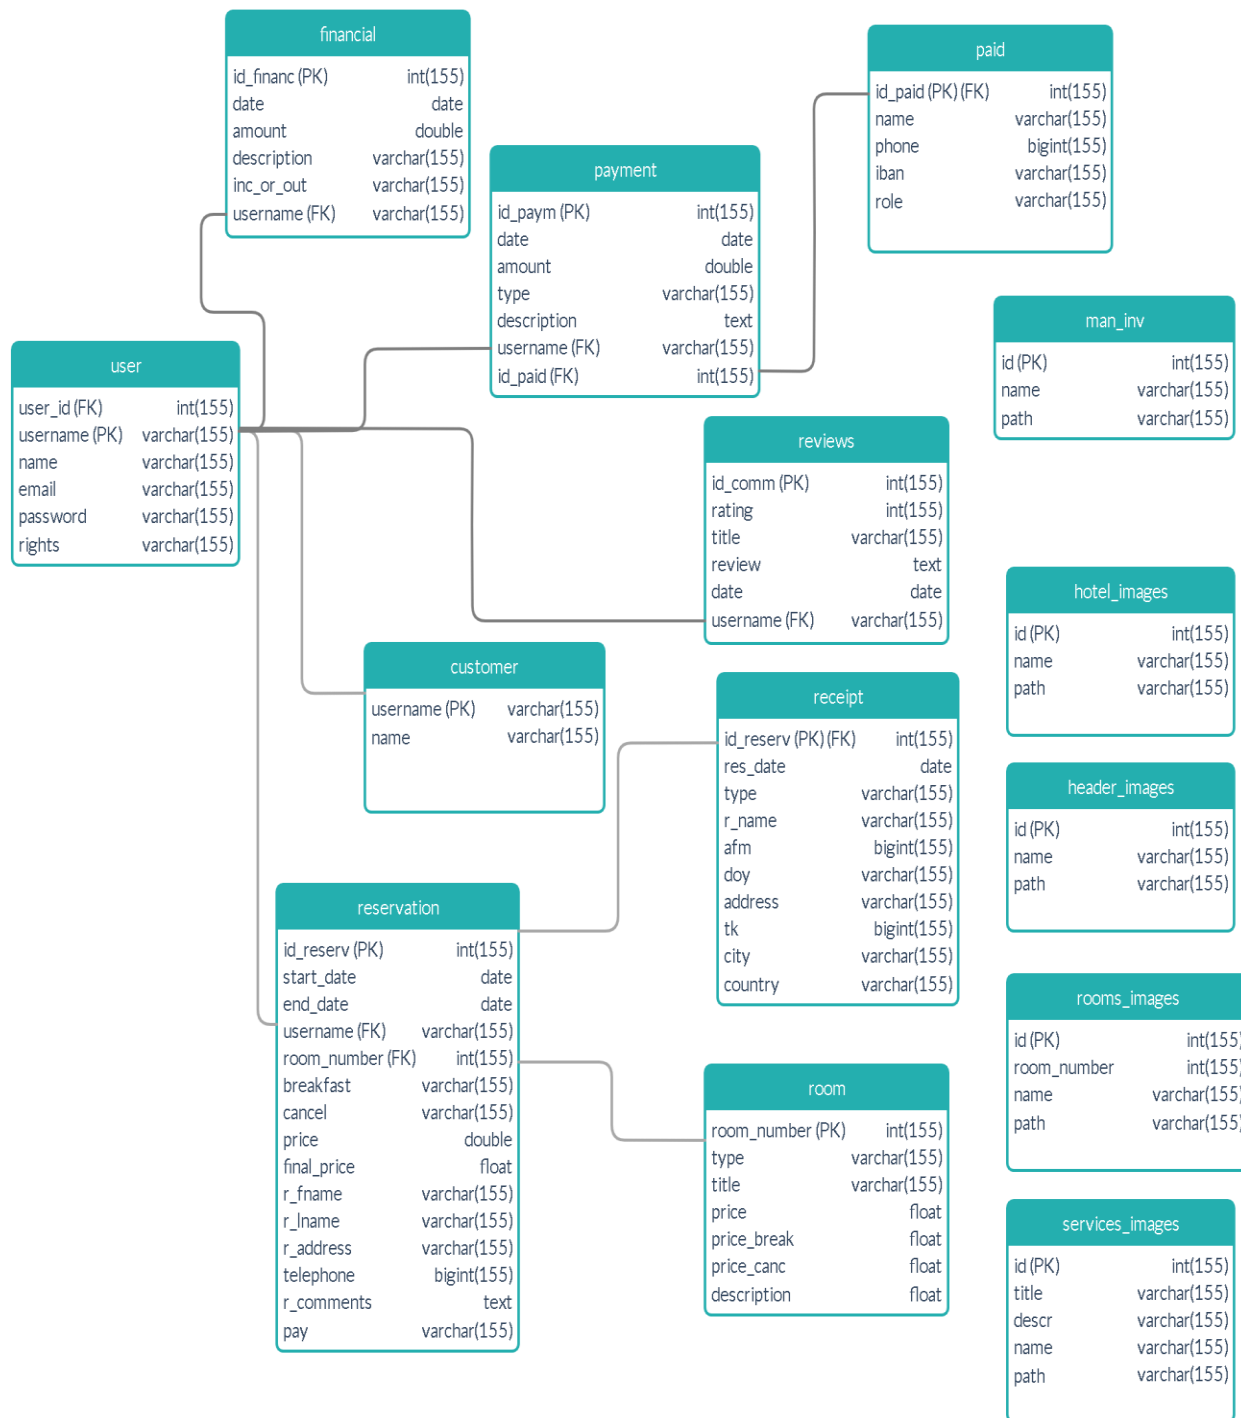 financial
id_financ (PK) int(155)
date date
amount double
description varchar(155)
inc_or_out varchar(155)
username (FK) varchar(155)
paid
id_paid (PK) (FK) int(155)
name varchar(155)
phone bigint(155)
iban varchar(155)
role varchar(155)
payment
id_paym (PK) int(155)
date date
amount double
type varchar(155)
description text
username (FK) varchar(155)
id_paid (FK) int(155)
man_inv
id (PK) int(155)
name varchar(155)
path varchar(155)
user
user_id (FK) int(155)
username (PK) varchar(155)
name varchar(155)
email varchar(155)
password varchar(155)
rights varchar(155)
reviews
id_comm (PK) int(155)
rating int(155)
title varchar(155)
review text
date date
username (FK) varchar(155)
hotel_images
id (PK) int(155)
name varchar(155)
path varchar(155)
customer
username (PK) varchar(155)
name varchar(155)
receipt
id_reserv (PK) (FK) int(155)
res_date date
type varchar(155)
r_name varchar(155)
afm bigint(155)
doy varchar(155)
address varchar(155)
tk bigint(155)
city varchar(155)
country varchar(155)
header_images
id (PK) int(155)
name varchar(155)
path varchar(155)
reservation
id_reserv (PK) int(155)
start_date date
end_date date
username (FK) varchar(155)
room_number (FK) int(155)
breakfast varchar(155)
cancel varchar(155)
price double
final_price float
r_fname varchar(155)
r_lname varchar(155)
r_address varchar(155)
telephone bigint(155)
r_comments text
pay varchar(155)
rooms_images
id (PK) int(155)
room_number int(155)
name varchar(155)
path varchar(155)
room
room_number (PK) int(155)
type varchar(155)
title varchar(155)
price float
price_break float
price_canc float
description float
services_images
id (PK) int(155)
title varchar(155)
descr varchar(155)
name varchar(155)
path varchar(155)